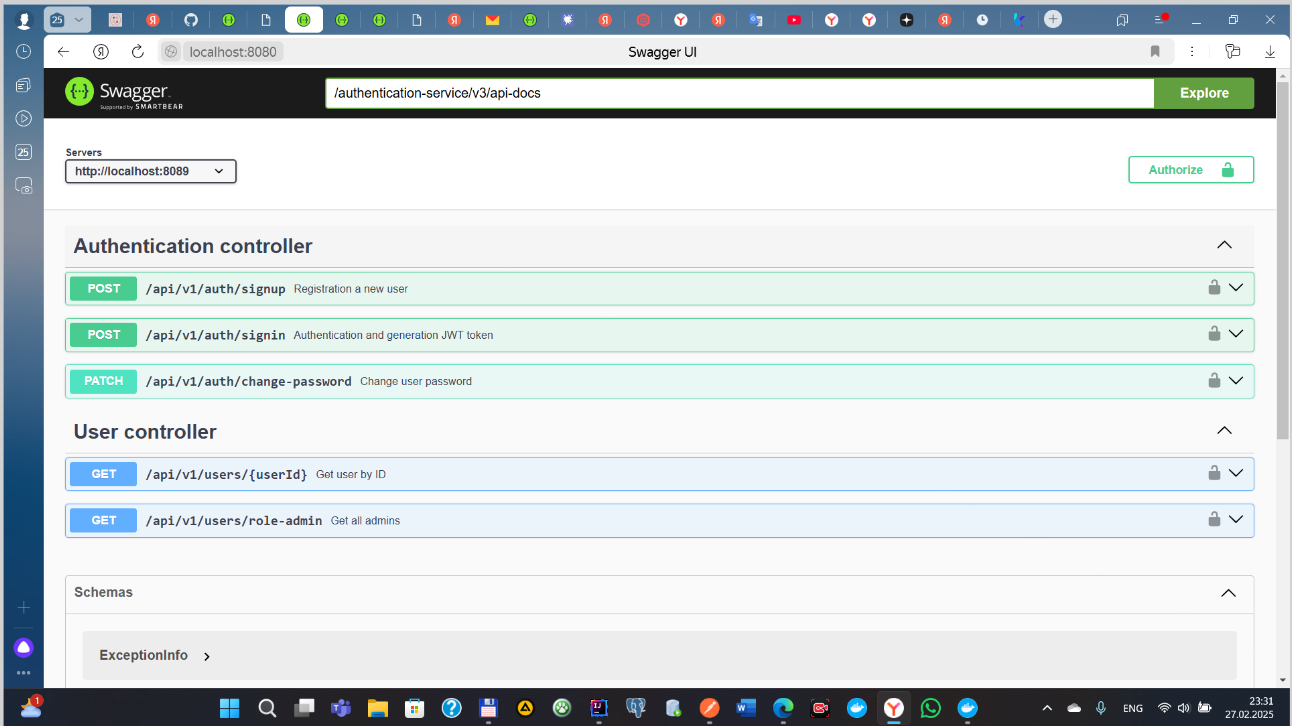 25
localhost:8080
Swagger UI
25
Swagger
Supported by SMARTBEAR
/authentication-service/v3/api-docs
Explore
Servers
http://localhost:8089
Authorize
Authentication controller
POST /api/v1/auth/signup Registration a new user
POST /api/v1/auth/signin Authentication and generation JWT token
PATCH /api/v1/auth/change-password Change user password
User controller
GET /api/v1/users/{userId} Get user by ID
GET /api/v1/users/role-admin Get all admins
Schemas
ExceptionInfo
1
ENG
23:31
27.02.2025